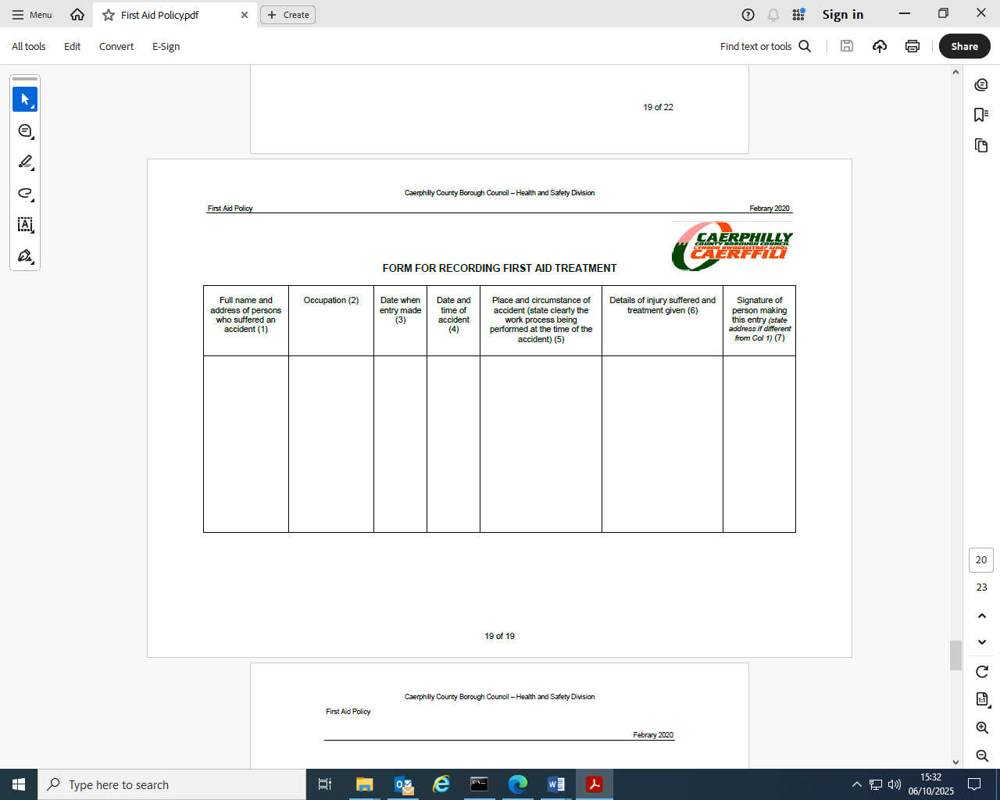 Menu
First Aid Policy.pdf
Create
Sign in
All tools
Edit
Convert
E-Sign
Find text or tools
Share
19 of 22
Caerphilly County Borough Council – Health and Safety Division
First Aid Policy
Febrary 2020
CAERPHILLY
COUNTY BOROUGH COUNCIL
CYNGOR BWRDEISTREF SIROL
CAERFFILI
FORM FOR RECORDING FIRST AID TREATMENT
Full name and
address of persons
who suffered an
accident (1)
Occupation (2)
Date when
entry made
(3)
Date and
time of
accident
(4)
Place and circumstance of
accident (state clearly the
work process being
performed at the time of the
accident) (5)
Details of injury suffered and
treatment given (6)
Signature of
person making
this entry (state
address if different
from Col 1) (7)
19 of 19
20
23
1:1
Caerphilly County Borough Council – Health and Safety Division
First Aid Policy
Febrary 2020
Type here to search
15:32
06/10/2025